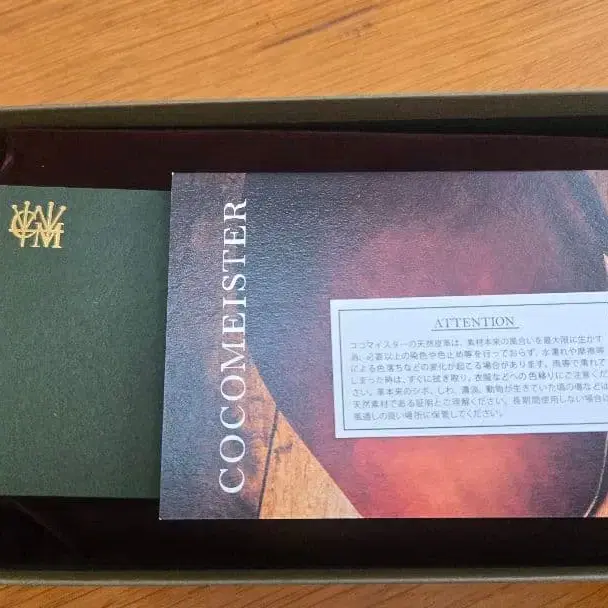 COCOMEISTER
ATTENTION
ココマイスターの天然皮革は、素材本来の風合いを最大限に生かす
為、必要以上の染色や色止め等を行っておらず、水濡れや摩擦等
による色落ちなどの変化が起こる場合があります。雨等で濡れて
しまった時は、すぐに拭き取り、衣服などへの色移りにご注意くだ
さい。革本来のシボ、しわ、濃淡、動物が生きていた頃の傷などは
天然素材である証明とご理解ください。長期間使用しない場合は
風通しの良い場所に保管してください。